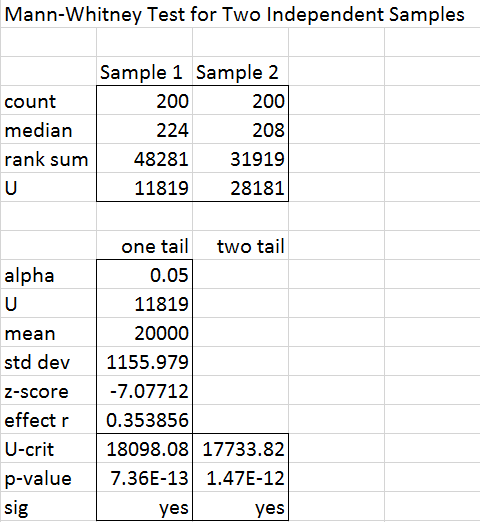 Mann-Whitney Test for Two Independent Samples
Sample 1 Sample 2
count 200 200
median 224 208
rank sum 48281 31919
U 11819 28181
one tail two tail
alpha 0.05
U 11819
mean 20000
std dev 1155.979
z-score -7.07712
effect r 0.353856
U-crit 18098.08 17733.82
p-value 7.36E-13 1.47E-12
sig yes yes